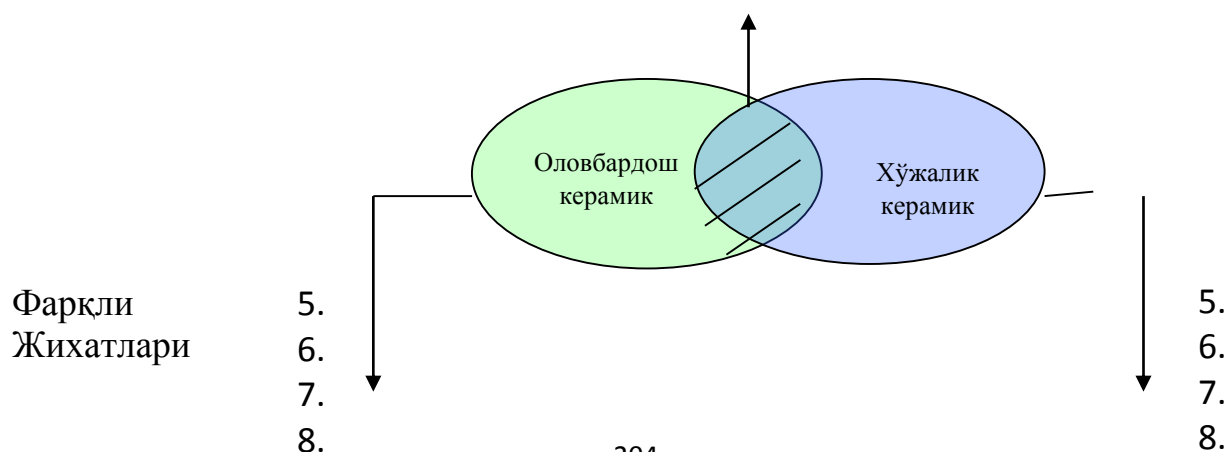 Оловбардош
керамик
Хўжалик
керамик
Фарқли
Жихатлари
5.
6.
7.
8.
5.
6.
7.
8.